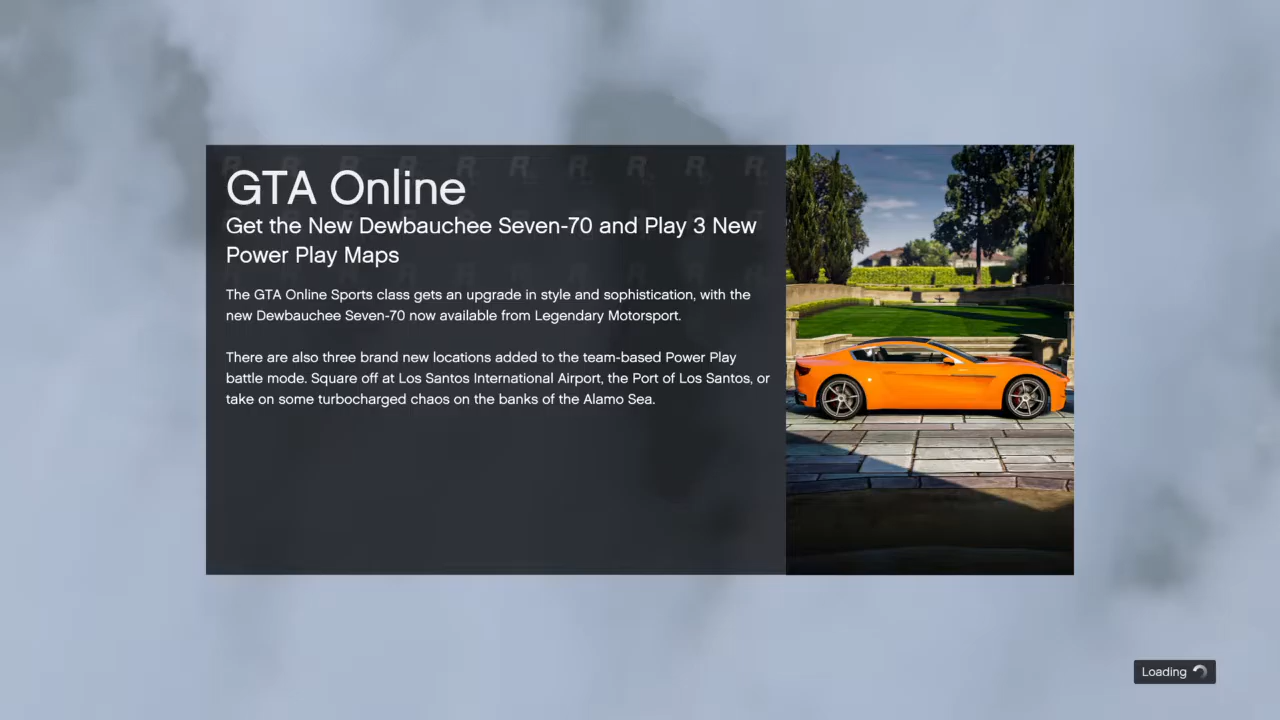 GTA Online
Get the New Dewbauchee Seven-70 and Play 3 New
Power Play Maps
The GTA Online Sports class gets an upgrade in style and sophistication, with the
new Dewbauchee Seven-70 now available from Legendary Motorsport.
There are also three brand new locations added to the team-based Power Play
battle mode. Square off at Los Santos International Airport, the Port of Los Santos, or
take on some turbocharged chaos on the banks of the Alamo Sea.
Loading